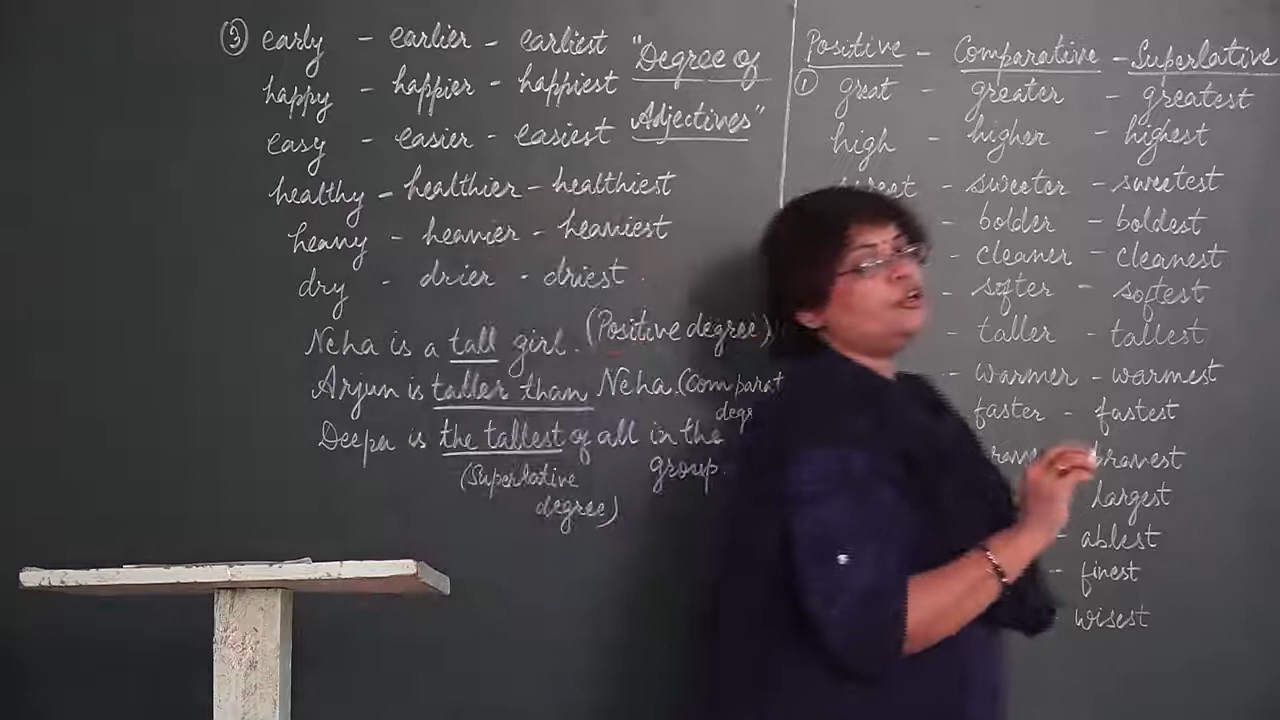 ③ early - earlier - earliest
happy - happier - happiest
easy - easier - easiest
healthy - healthier - healthiest
heavy - heavier - heaviest
dry - drier - driest
"Degree of
Adjectives"
Neha is a tall girl. (Positive degree)
Arjun is taller than Neha. (Comparat
degr
Deepa is the tallest of all in the
group.
(Superlative
degree)
Positive - Comparative - Superlative
① great - greater - greatest
high - higher - highest
- sweeter - sweetest
- bolder - boldest
- cleaner - cleanest
- softer - softest
- taller - tallest
- warmer - warmest
faster - fastest
bravest
largest
- ablest
- finest
wisest